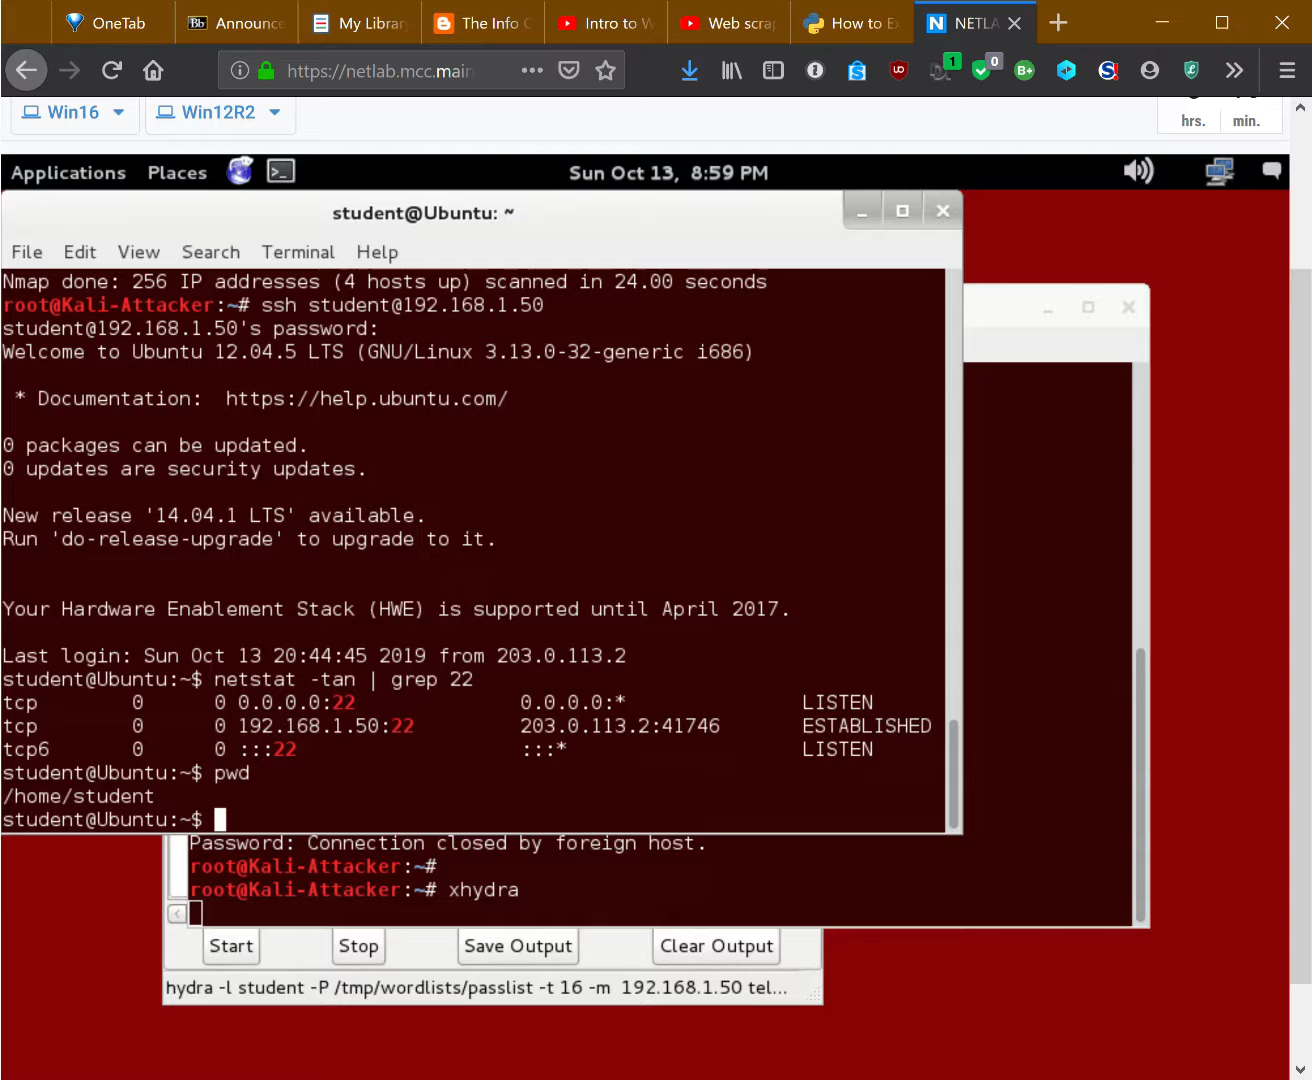 OneTab
Announce
My Library
The Info
Intro to W
Web scrap
How to Ex
NETLA
https://netlab.mcc.main
1
0
Win16
Win12R2
hrs.
min.
Applications Places
Sun Oct 13, 8:59 PM
student@Ubuntu: ~
File Edit View Search Terminal Help
Nmap done: 256 IP addresses (4 hosts up) scanned in 24.00 seconds
root@Kali-Attacker:~# ssh student@192.168.1.50
student@192.168.1.50's password:
Welcome to Ubuntu 12.04.5 LTS (GNU/Linux 3.13.0-32-generic i686)
* Documentation: https://help.ubuntu.com/
0 packages can be updated.
0 updates are security updates.
New release '14.04.1 LTS' available.
Run 'do-release-upgrade' to upgrade to it.
Your Hardware Enablement Stack (HWE) is supported until April 2017.
Last login: Sun Oct 13 20:44:45 2019 from 203.0.113.2
student@Ubuntu:~$ netstat -tan | grep 22
tcp 0 0 0.0.0.0:22 0.0.0.0:* LISTEN
tcp 0 0 192.168.1.50:22 203.0.113.2:41746 ESTABLISHED
tcp6 0 0 :::22 :::* LISTEN
student@Ubuntu:~$ pwd
/home/student
student@Ubuntu:~$
Password: Connection closed by foreign host.
root@Kali-Attacker:~#
root@Kali-Attacker:~# xhydra
Start Stop Save Output Clear Output
hydra -l student -P /tmp/wordlists/passlist -t 16 -m 192.168.1.50 tel...